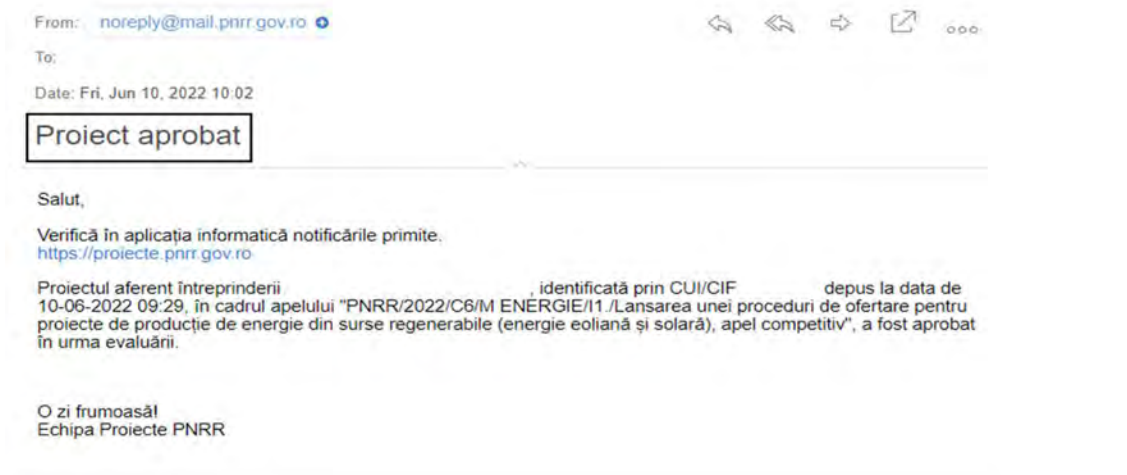 From: noreply@mail.pnrr.gov.ro
To:
Date: Fri, Jun 10, 2022 10:02
Proiect aprobat
Salut,
Verifică în aplicația informatică notificările primite.
https://proiecte.pnrr.gov.ro
Proiectul aferent întreprinderii , identificată prin CUI/CIF depus la data de
10-06-2022 09:29, în cadrul apelului "PNRR/2022/C6/M ENERGIE/I1./Lansarea unei proceduri de ofertare pentru
proiecte de producție de energie din surse regenerabile (energie eoliană și solară), apel competitiv", a fost aprobat
în urma evaluării.
O zi frumoasă!
Echipa Proiecte PNRR